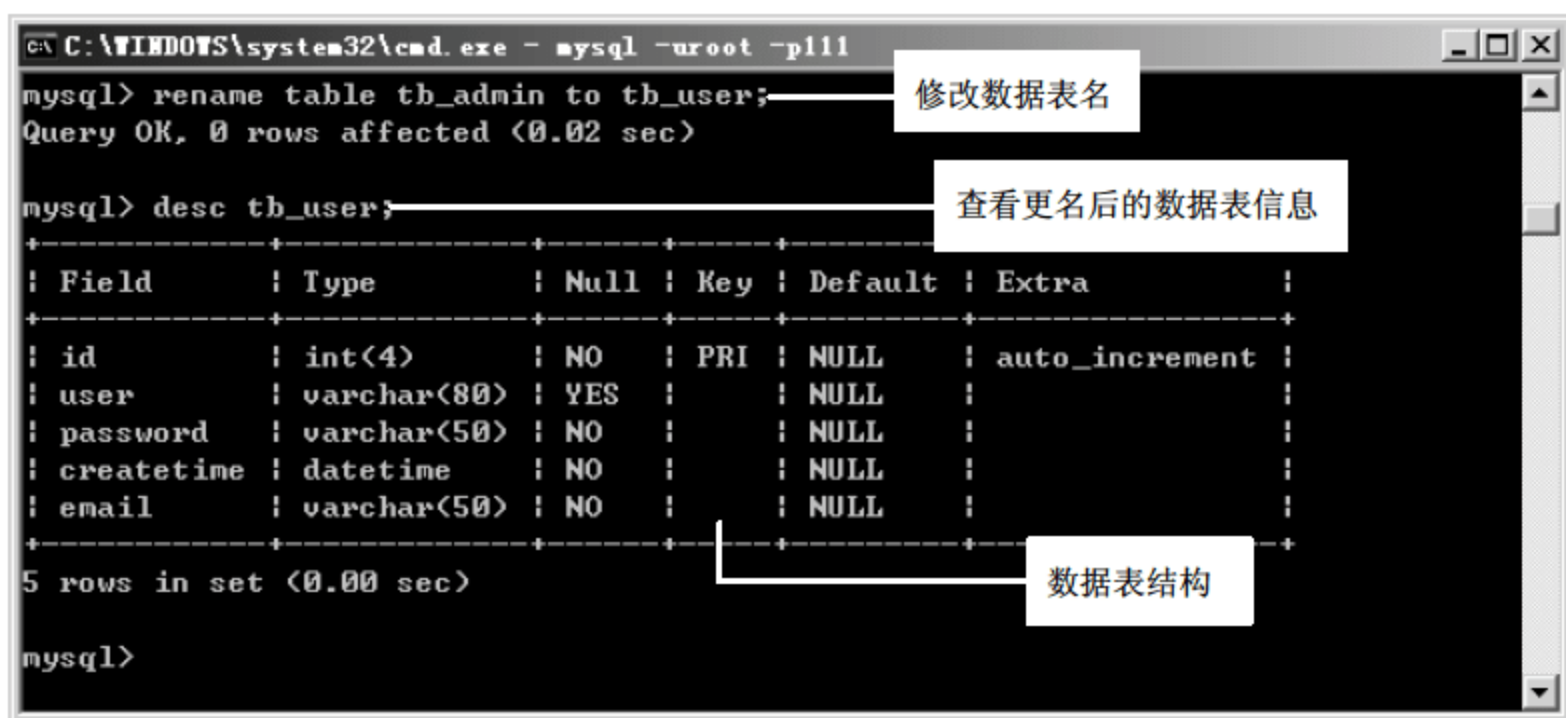 C:\WINDOWS\system32\cmd.exe - mysql -uroot -p111
mysql> rename table tb_admin to tb_user;
修改数据表名
Query OK, 0 rows affected (0.02 sec)
mysql> desc tb_user;
查看更名后的数据表信息
+------------+-------------+------+-----+---------
| Field      | Type        | Null | Key | Default | Extra          |
+------------+-------------+------+-----+---------+----------------+
| id         | int(4)      | NO   | PRI | NULL    | auto_increment |
| user       | varchar(80) | YES  |     | NULL    |                |
| password   | varchar(50) | NO   |     | NULL    |                |
| createtime | datetime    | NO   |     | NULL    |                |
| email      | varchar(50) | NO   |     | NULL    |                |
+------------+-------------+------+-----+---------+----------------+
5 rows in set (0.00 sec)
数据表结构
mysql>